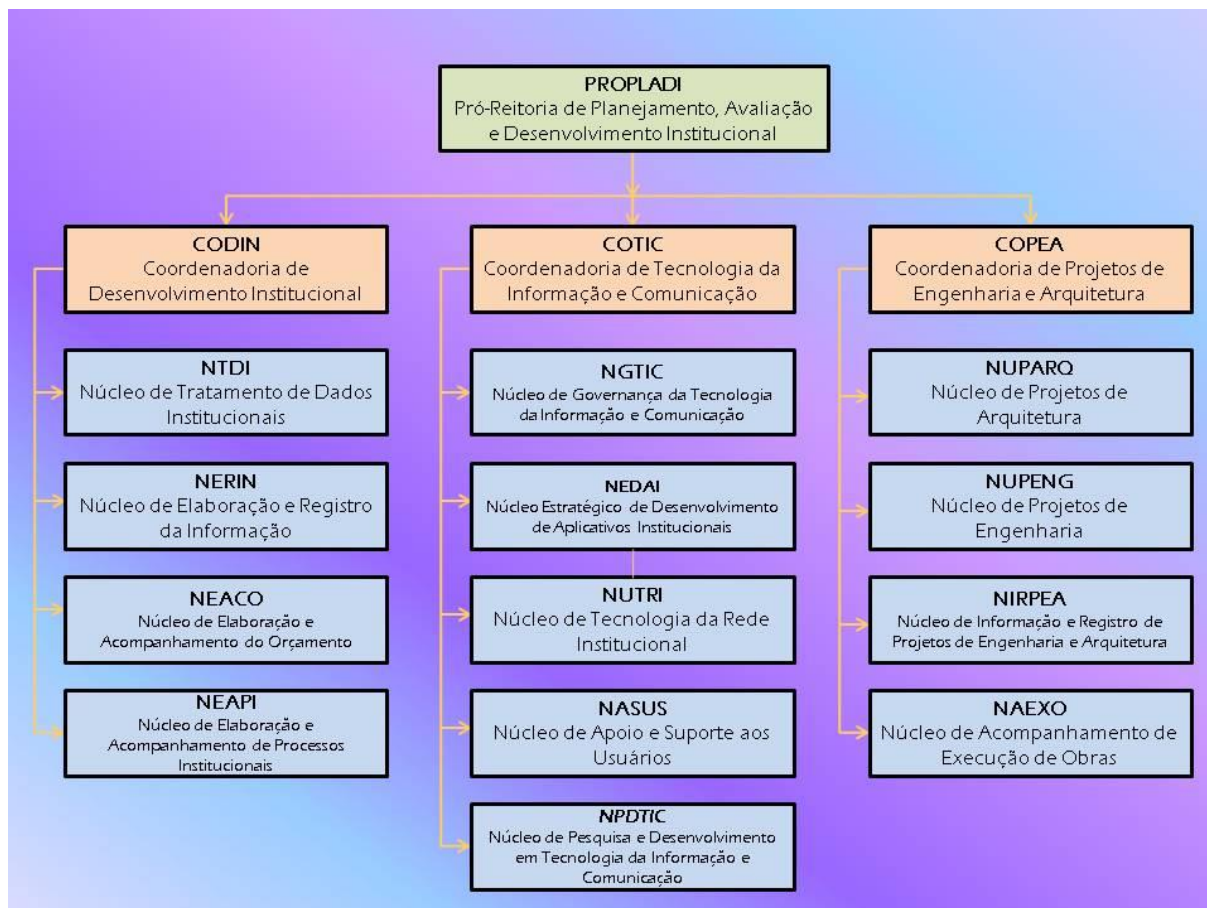 PROPLADI
Pró-Reitoria de Planejamento, Avaliação
e Desenvolvimento Institucional
CODIN
Coordenadoria de
Desenvolvimento Institucional
NTDI
Núcleo de Tratamento de Dados
Institucionais
NERIN
Núcleo de Elaboração e Registro
da Informação
NEACO
Núcleo de Elaboração e
Acompanhamento do Orçamento
NEAPI
Núcleo de Elaboração e
Acompanhamento de Processos
Institucionais
COTIC
Coordenadoria de Tecnologia da
Informação e Comunicação
NGTIC
Núcleo de Governança da Tecnologia
da Informação e Comunicação
NEDAI
Núcleo Estratégico de Desenvolvimento
de Aplicativos Institucionais
NUTRI
Núcleo de Tecnologia da Rede
Institucional
NASUS
Núcleo de Apoio e Suporte aos
Usuários
NPDTIC
Núcleo de Pesquisa e Desenvolvimento
em Tecnologia da Informação e
Comunicação
COPEA
Coordenadoria de Projetos de
Engenharia e Arquitetura
NUPARQ
Núcleo de Projetos de
Arquitetura
NUPENG
Núcleo de Projetos de
Engenharia
NIRPEA
Núcleo de Informação e Registro de
Projetos de Engenharia e Arquitetura
NAEXO
Núcleo de Acompanhamento de
Execução de Obras